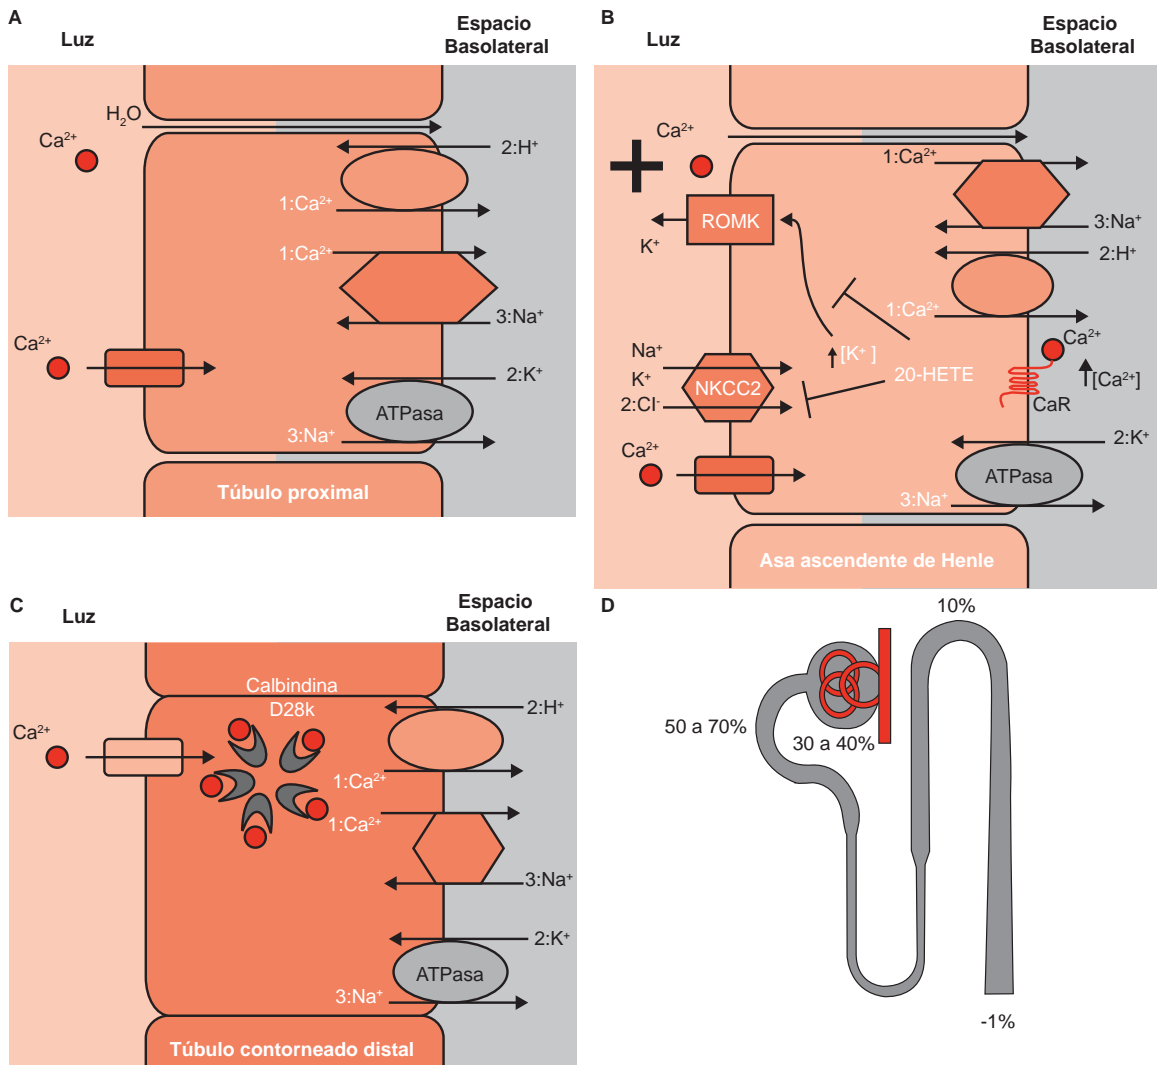 A
Luz
Espacio
Basolateral
H₂O
Ca²⁺
2:H⁺
1:Ca²⁺
1:Ca²⁺
3:Na⁺
Ca²⁺
2:K⁺
ATPasa
3:Na⁺
Túbulo proximal
B
Luz
Espacio
Basolateral
Ca²⁺
1:Ca²⁺
ROMK
K⁺
3:Na⁺
2:H⁺
1:Ca²⁺
Ca²⁺
[K⁺ ]
Na⁺
K⁺
NKCC2
2:Cl⁻
20-HETE
[Ca²⁺]
CaR
Ca²⁺
2:K⁺
ATPasa
3:Na⁺
Asa ascendente de Henle
C
Luz
Espacio
Basolateral
Calbindina
D28k
2:H⁺
Ca²⁺
1:Ca²⁺
1:Ca²⁺
3:Na⁺
2:K⁺
ATPasa
3:Na⁺
Túbulo contorneado distal
D
10%
50 a 70%
30 a 40%
-1%